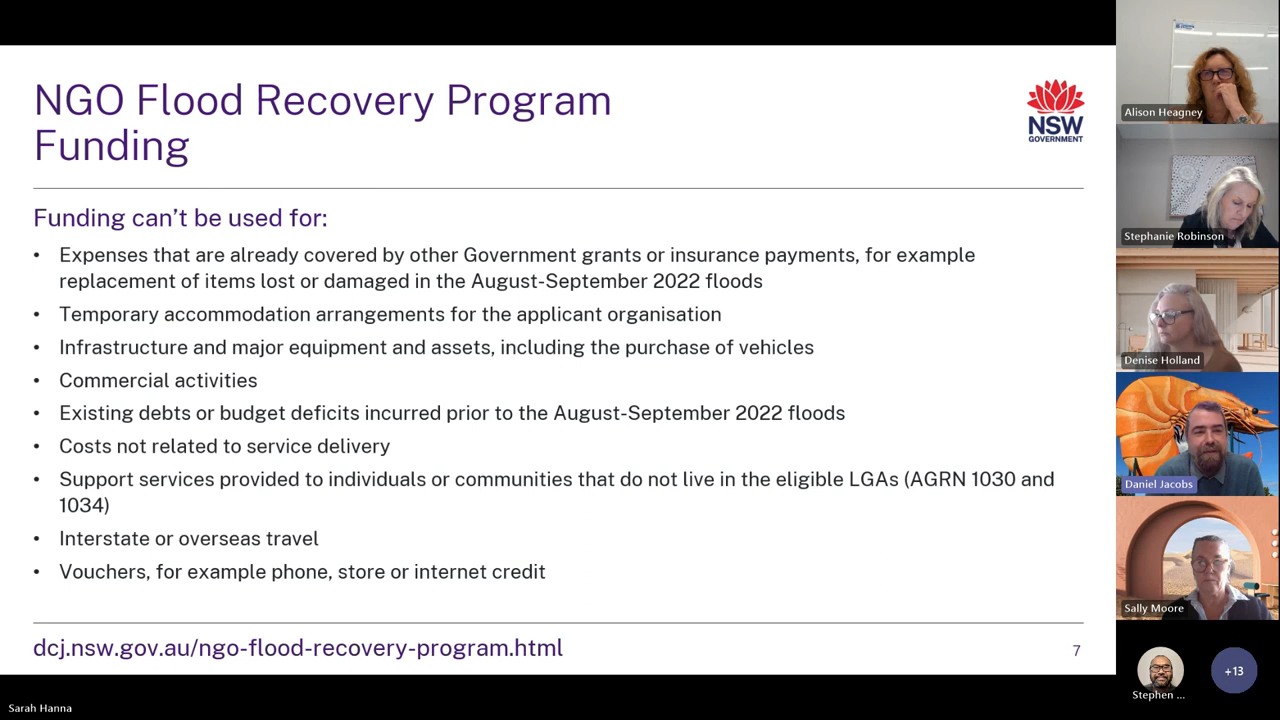 NGO Flood Recovery Program
Funding
NSW
GOVERNMENT
Funding can't be used for:
• Expenses that are already covered by other Government grants or insurance payments, for example
replacement of items lost or damaged in the August-September 2022 floods
• Temporary accommodation arrangements for the applicant organisation
• Infrastructure and major equipment and assets, including the purchase of vehicles
• Commercial activities
• Existing debts or budget deficits incurred prior to the August-September 2022 floods
• Costs not related to service delivery
• Support services provided to individuals or communities that do not live in the eligible LGAs (AGRN 1030 and
1034)
• Interstate or overseas travel
• Vouchers, for example phone, store or internet credit
dcj.nsw.gov.au/ngo-flood-recovery-program.html
7
Sarah Hanna
Alison Heagney
Stephanie Robinson
Denise Holland
Daniel Jacobs
Sally Moore
Stephen ...
+13